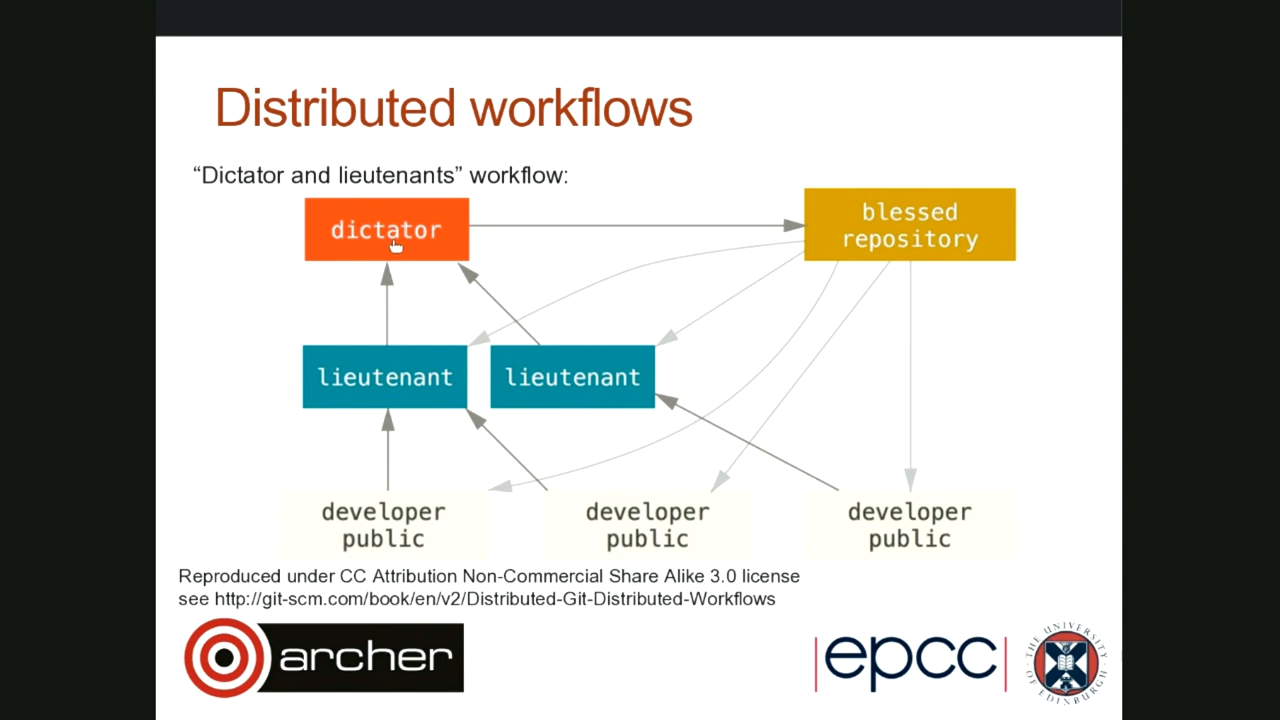 Distributed workflows
“Dictator and lieutenants” workflow:
dictator
blessed
repository
lieutenant
lieutenant
developer
public
developer
public
developer
public
Reproduced under CC Attribution Non-Commercial Share Alike 3.0 license
see http://git-scm.com/book/en/v2/Distributed-Git-Distributed-Workflows
archer
epcc
THE UNIVERSITY
OF EDINBURGH